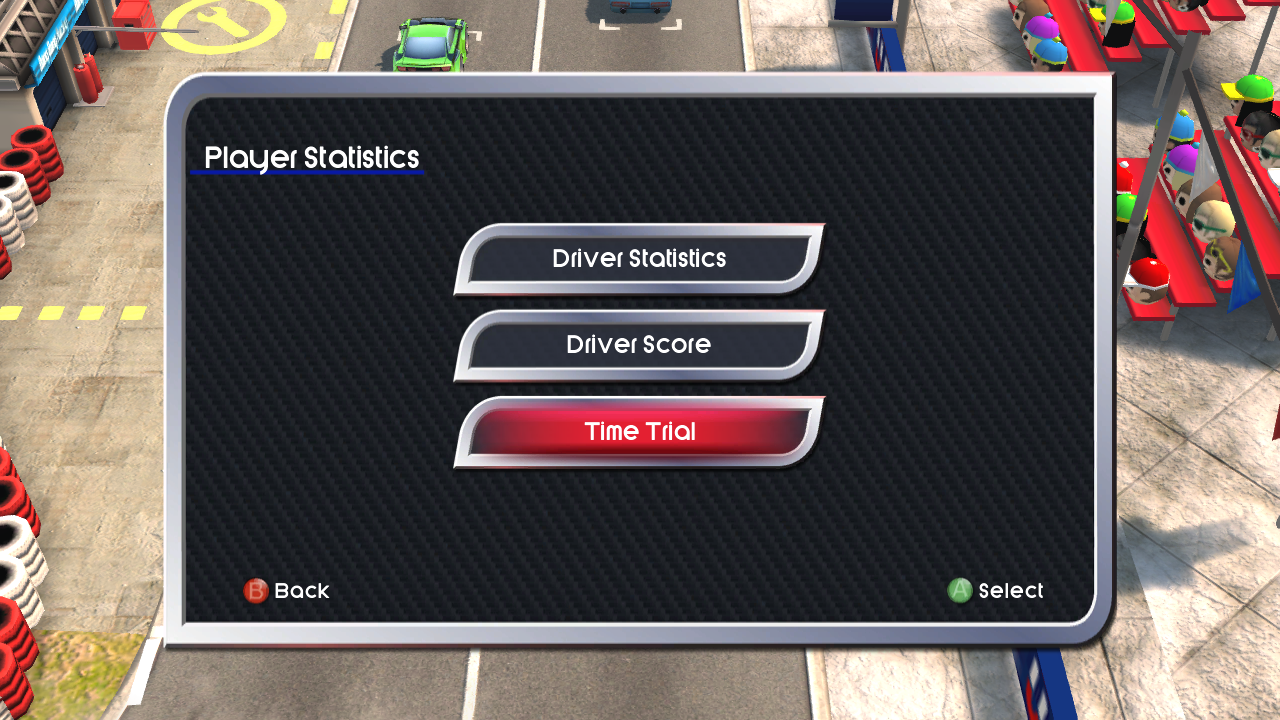 Player Statistics
Driver Statistics
Driver Score
Time Trial
B Back
A Select